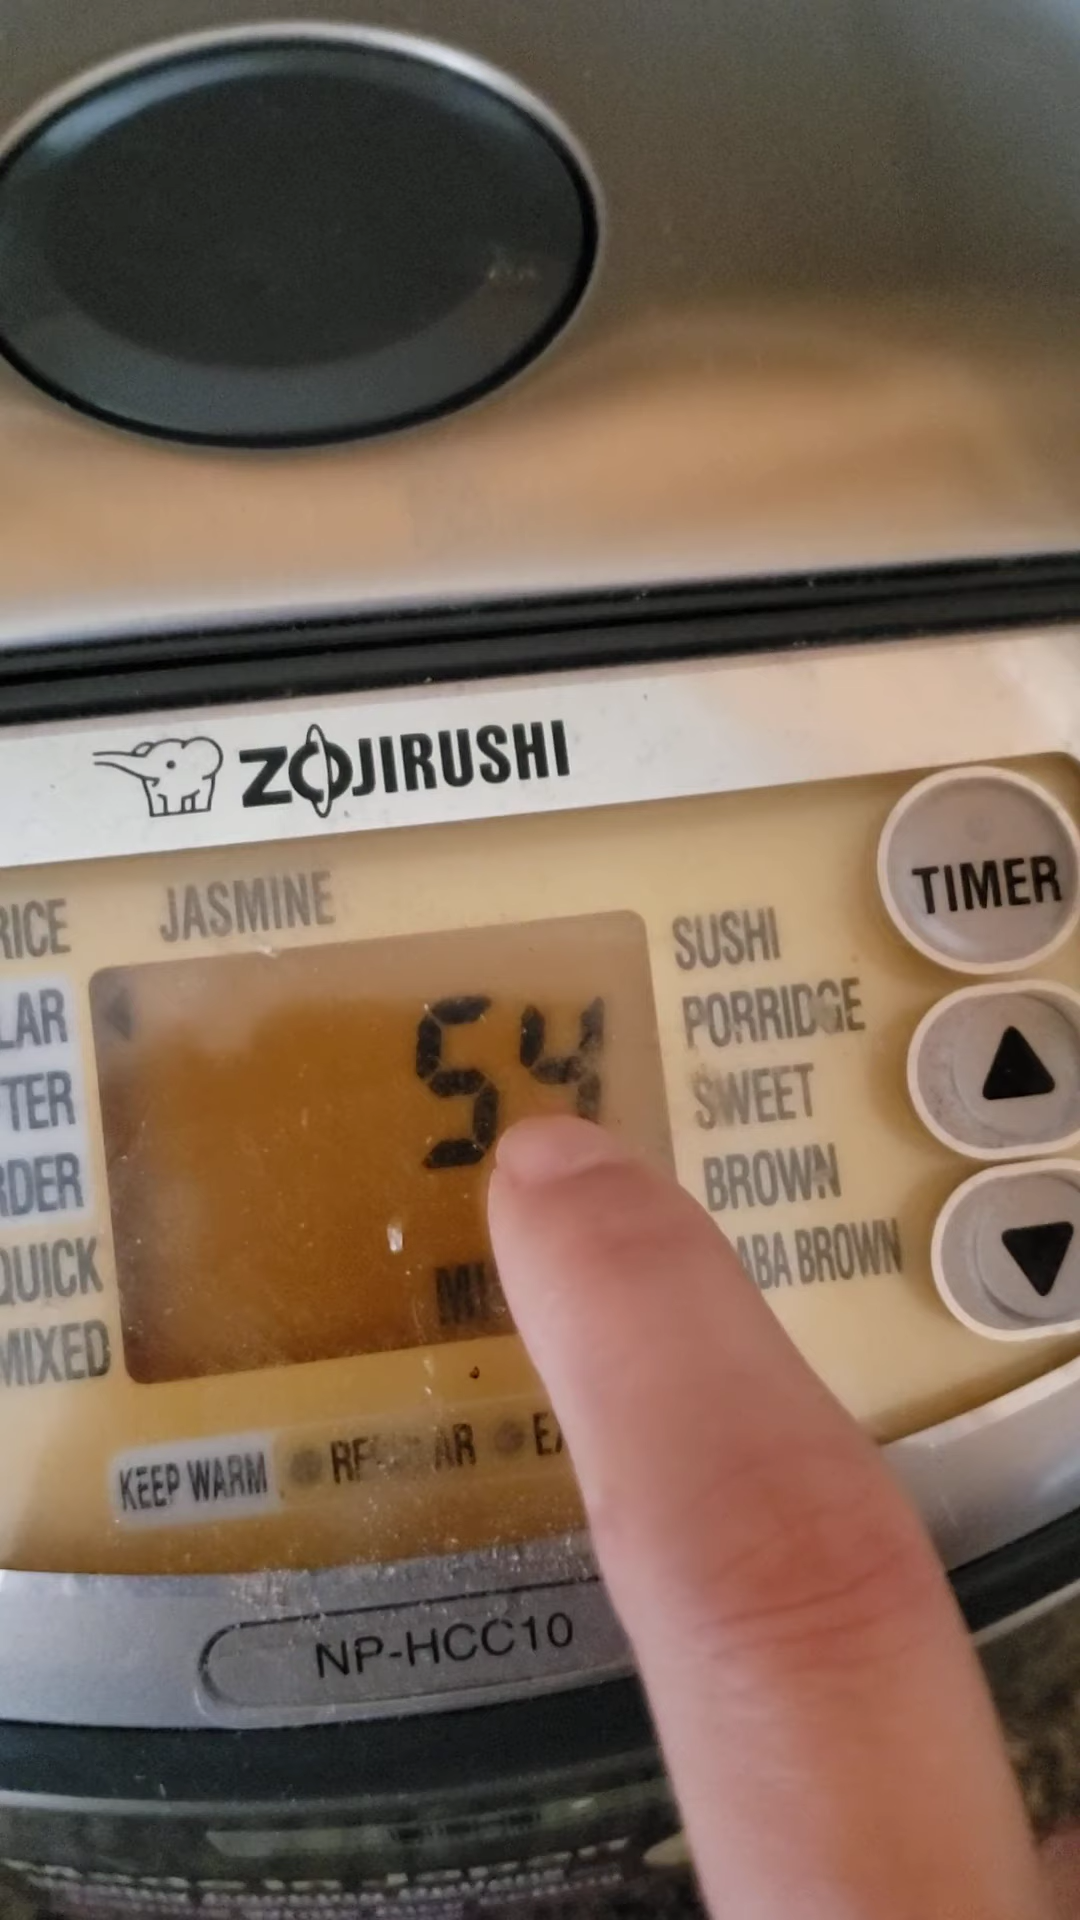 ZOJIRUSHI
TIMER
RICE
JASMINE
SUSHI
LAR
PORRIDGE
TER
SWEET
RDER
BROWN
QUICK
ABA BROWN
MIXED
54
KEEP WARM
REGULAR
NP-HCC10